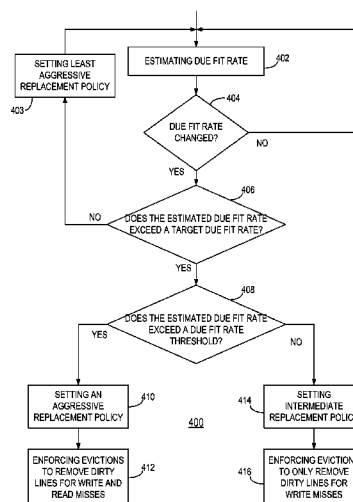 ESTIMATING DUE FIT RATE
402
SETTING LEAST
AGGRESSIVE
REPLACEMENT POLICY
403
404
DUE FIT RATE
CHANGED?
NO
YES
406
DOES THE ESTIMATED DUE FIT RATE
EXCEED A TARGET DUE FIT RATE?
NO
YES
408
DOES THE ESTIMATED DUE FIT RATE
EXCEED A DUE FIT RATE
THRESHOLD?
YES
NO
SETTING AN
AGGRESSIVE
REPLACEMENT POLICY
410
400
414
SETTING
INTERMEDIATE
REPLACEMENT POLICY
ENFORCING EVICTIONS
TO REMOVE DIRTY
LINES FOR WRITE AND
READ MISSES
412
416
ENFORCING EVICTIONS
TO ONLY REMOVE
DIRTY LINES FOR
WRITE MISSES